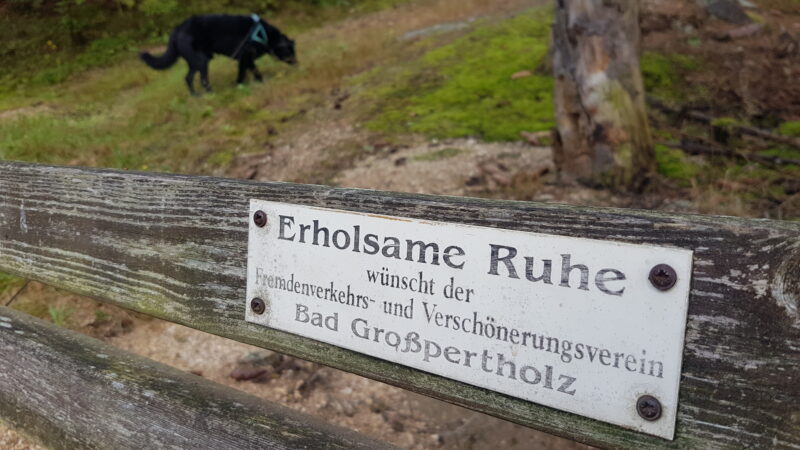 Erholsame Ruhe
wünscht der
Fremdenverkehrs- und Verschönerungsverein
Bad Großpertholz